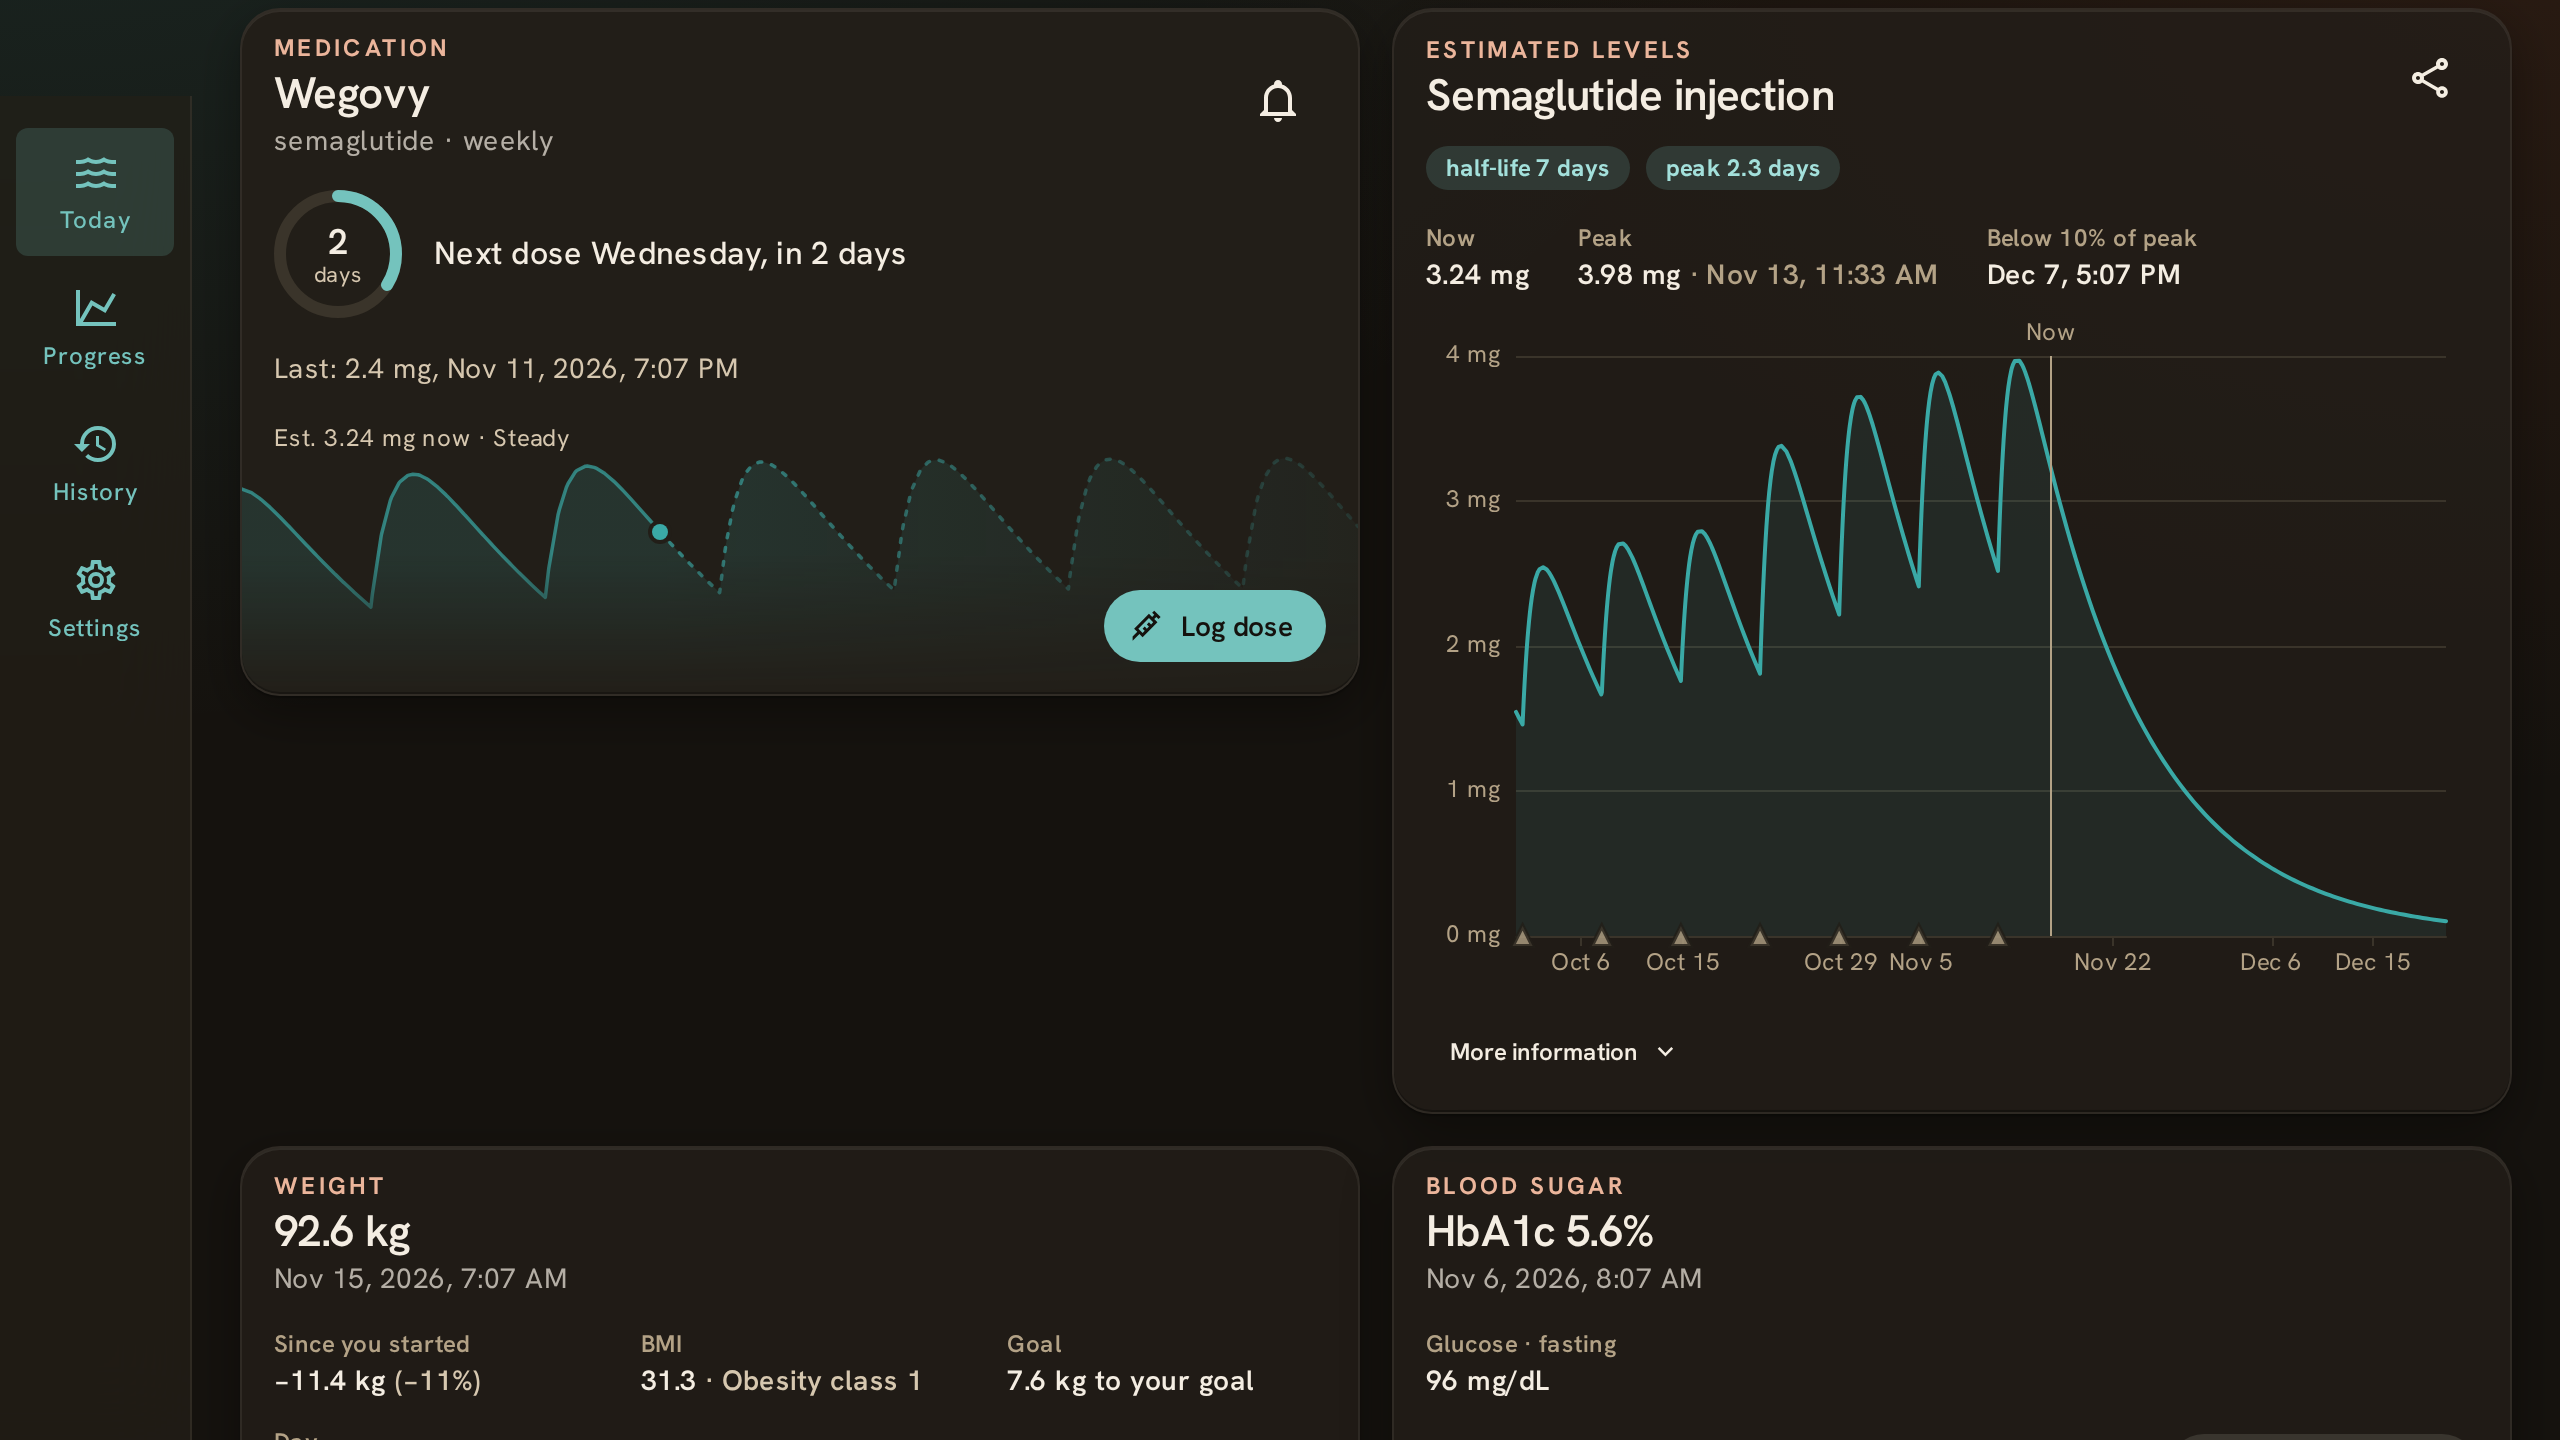 Today
Progress
History
Settings
MEDICATION
Wegovy
semaglutide · weekly
2
days
Next dose Wednesday, in 2 days
Last: 2.4 mg, Nov 11, 2026, 7:07 PM
Est. 3.24 mg now · Steady
Log dose
ESTIMATED LEVELS
Semaglutide injection
half-life 7 days
peak 2.3 days
Now
3.24 mg
Peak
3.98 mg · Nov 13, 11:33 AM
Below 10% of peak
Dec 7, 5:07 PM
Now
4 mg
3 mg
2 mg
1 mg
0 mg
Oct 6 Oct 15 Oct 29 Nov 5 Nov 22 Dec 6 Dec 15
More information
WEIGHT
92.6 kg
Nov 15, 2026, 7:07 AM
Since you started
−11.4 kg (−11%)
BMI
31.3 · Obesity class 1
Goal
7.6 kg to your goal
BLOOD SUGAR
HbA1c 5.6%
Nov 6, 2026, 8:07 AM
Glucose · fasting
96 mg/dL